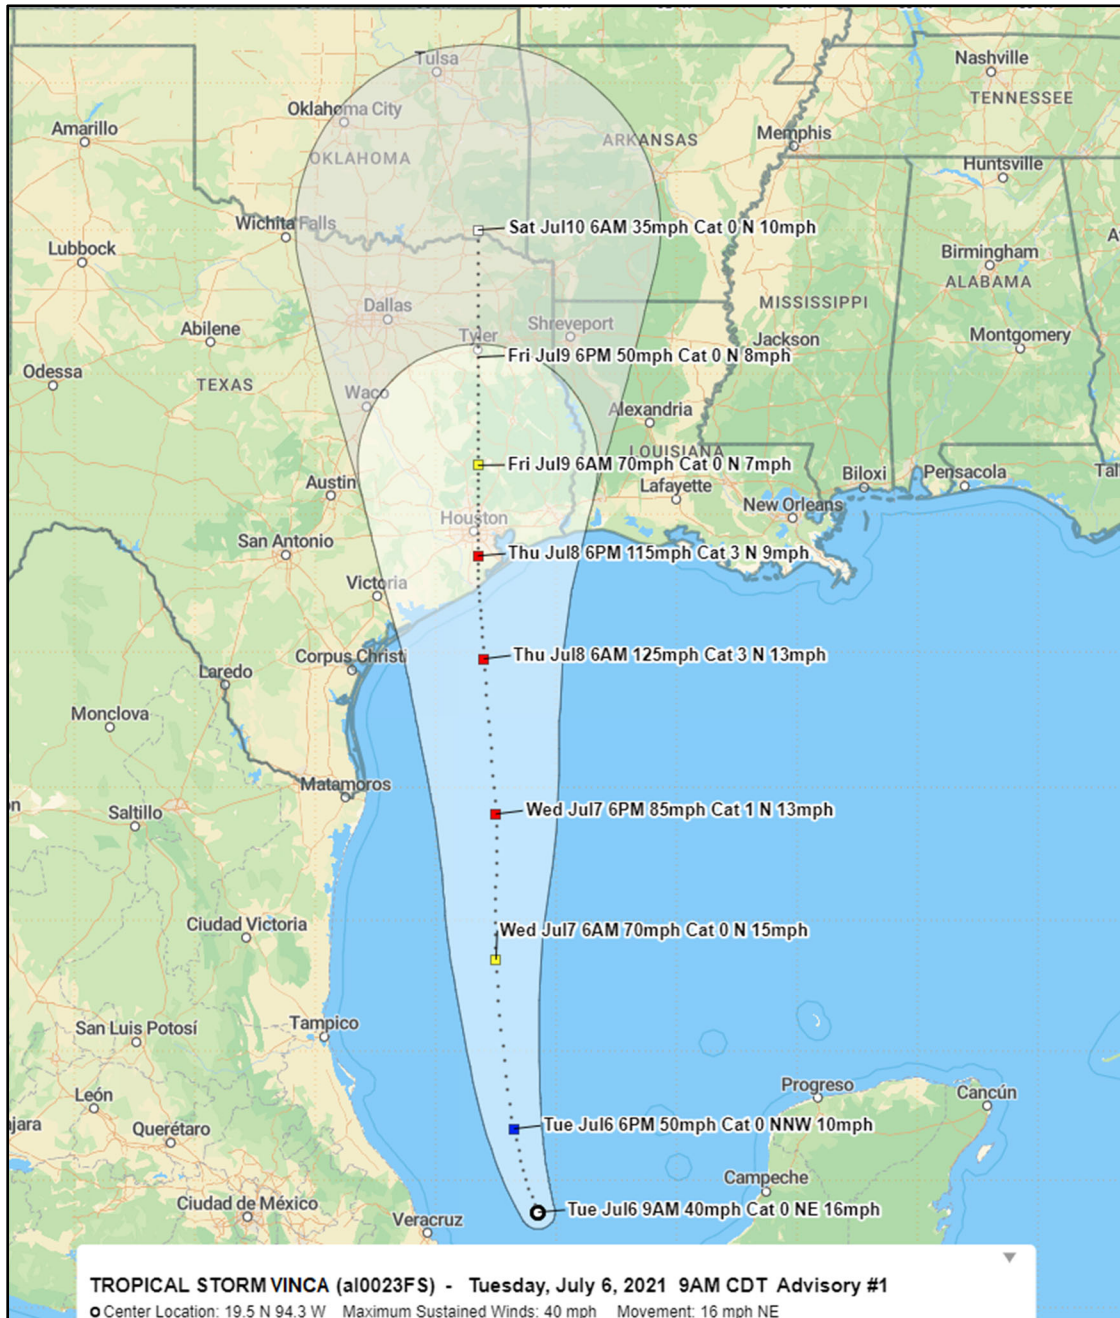 Tulsa
Nashville
TENNESSEE
Oklahoma City
Amarillo
Memphis
ARKANSAS
OKLAHOMA
Huntsville
Wichita Falls
Sat Jul10 6AM 35mph Cat 0 N 10mph
Lubbock
Birmingham
ALABAMA
MISSISSIPPI
Dallas
Shreveport
Abilene
Tyler
Jackson
Montgomery
Fri Jul9 6PM 50mph Cat 0 N 8mph
Odessa
TEXAS
Waco
Alexandria
LOUISIANA
Fri Jul9 6AM 70mph Cat 0 N 7mph
Biloxi
Pensacola
Tal
Austin
Lafayette
New Orleans
Houston
San Antonio
Thu Jul8 6PM 115mph Cat 3 N 9mph
Victoria
Corpus Christi
Thu Jul8 6AM 125mph Cat 3 N 13mph
Laredo
Monclova
Matamoros
on
Saltillo
Wed Jul7 6PM 85mph Cat 1 N 13mph
Ciudad Victoria
Wed Jul7 6AM 70mph Cat 0 N 15mph
San Luis Potosí
Tampico
León
Progreso
Cancún
jara
Querétaro
Tue Jul6 6PM 50mph Cat 0 NNW 10mph
Campeche
Ciudad de México
Veracruz
Tue Jul6 9AM 40mph Cat 0 NE 16mph
TROPICAL STORM VINCA (al0023FS) - Tuesday, July 6, 2021 9AM CDT Advisory #1
Center Location: 19.5 N 94.3 W Maximum Sustained Winds: 40 mph Movement: 16 mph NE